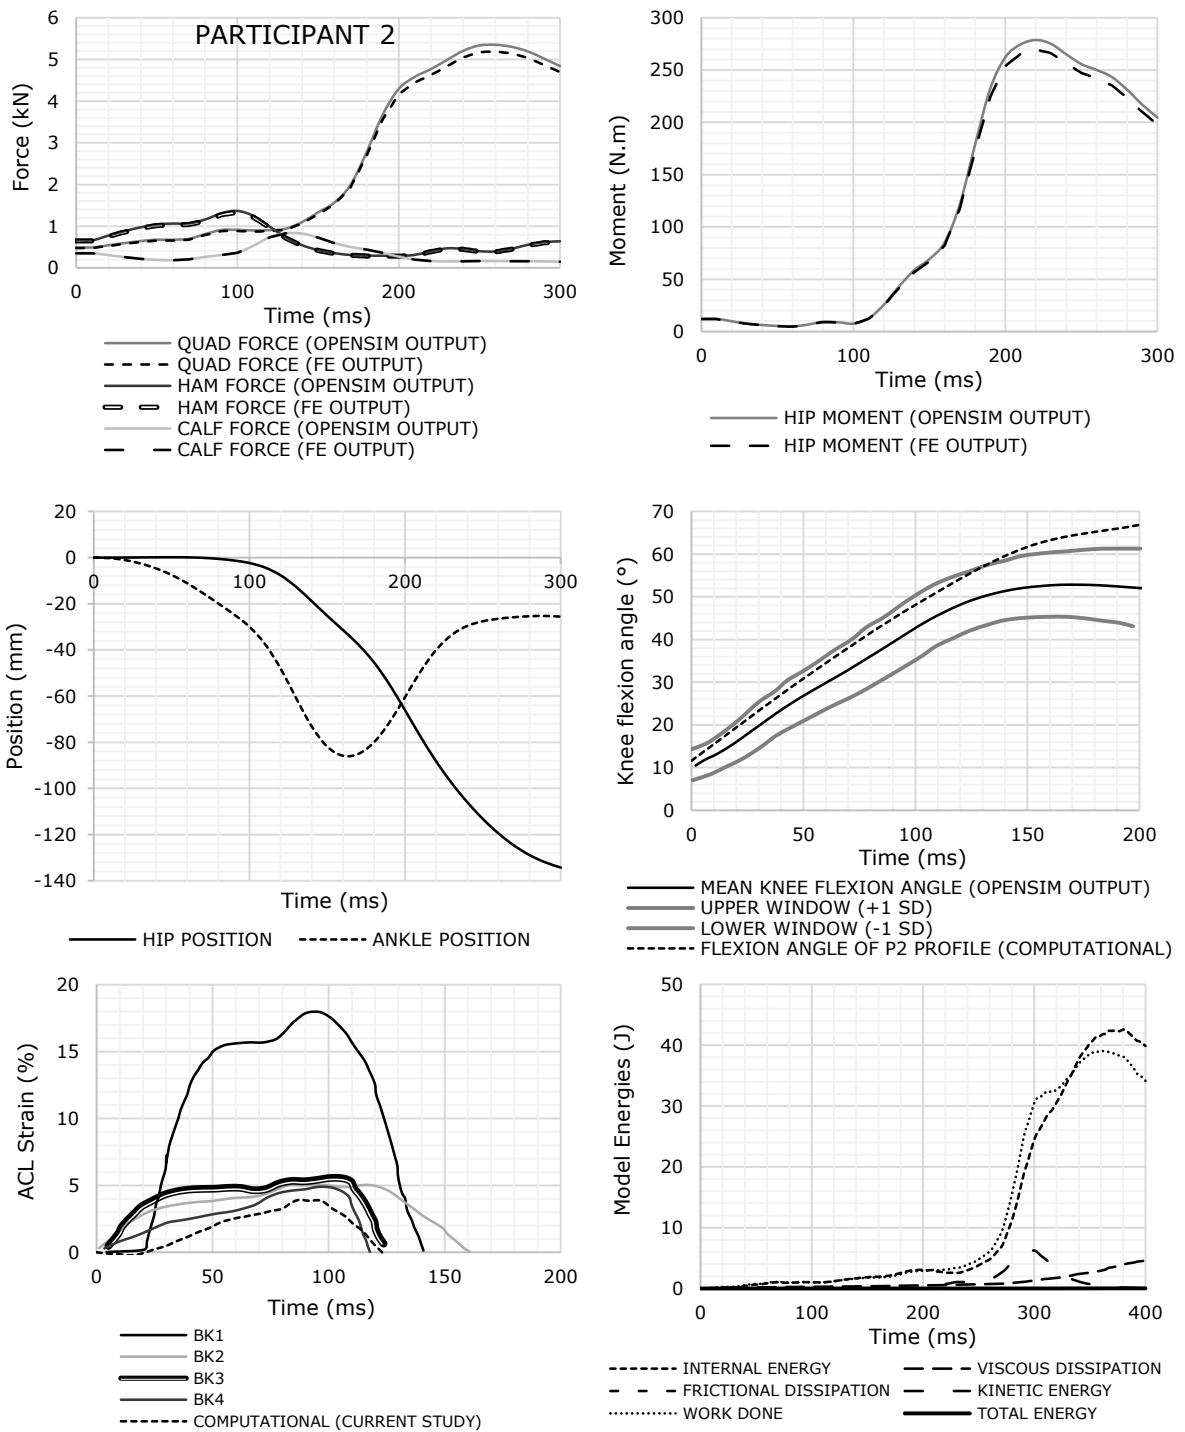 PARTICIPANT 2
Force (kN)
6
5
4
3
2
1
0
0 100 200 300
Time (ms)
QUAD FORCE (OPENSIM OUTPUT)
QUAD FORCE (FE OUTPUT)
HAM FORCE (OPENSIM OUTPUT)
HAM FORCE (FE OUTPUT)
CALF FORCE (OPENSIM OUTPUT)
CALF FORCE (FE OUTPUT)
Moment (N.m)
300
250
200
150
100
50
0
0 100 200 300
Time (ms)
HIP MOMENT (OPENSIM OUTPUT)
HIP MOMENT (FE OUTPUT)
Position (mm)
20
0
-20
-40
-60
-80
-100
-120
-140
0 100 200 300
Time (ms)
HIP POSITION ANKLE POSITION
Knee flexion angle (°)
70
60
50
40
30
20
10
0
0 50 100 150 200
Time (ms)
MEAN KNEE FLEXION ANGLE (OPENSIM OUTPUT)
UPPER WINDOW (+1 SD)
LOWER WINDOW (-1 SD)
FLEXION ANGLE OF P2 PROFILE (COMPUTATIONAL)
ACL Strain (%)
20
15
10
5
0
0 50 100 150 200
Time (ms)
BK1
BK2
BK3
BK4
COMPUTATIONAL (CURRENT STUDY)
Model Energies (J)
50
40
30
20
10
0
0 100 200 300 400
Time (ms)
INTERNAL ENERGY VISCOUS DISSIPATION
FRICTIONAL DISSIPATION KINETIC ENERGY
WORK DONE TOTAL ENERGY